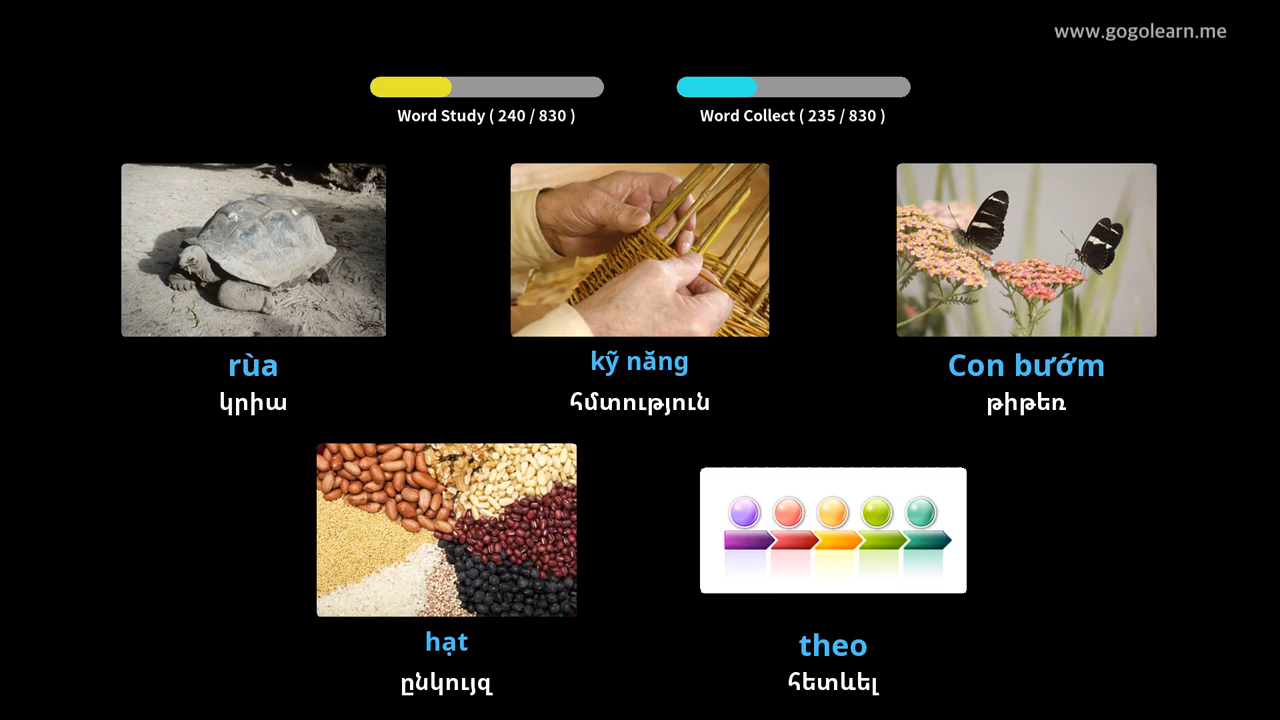 www.gogolearn.me
Word Study ( 240 / 830 )
Word Collect ( 235 / 830 )
rùa
կրիա
kỹ năng
հմտություն
Con bướm
թիթեռ
hạt
ընկույզ
theo
հետևել